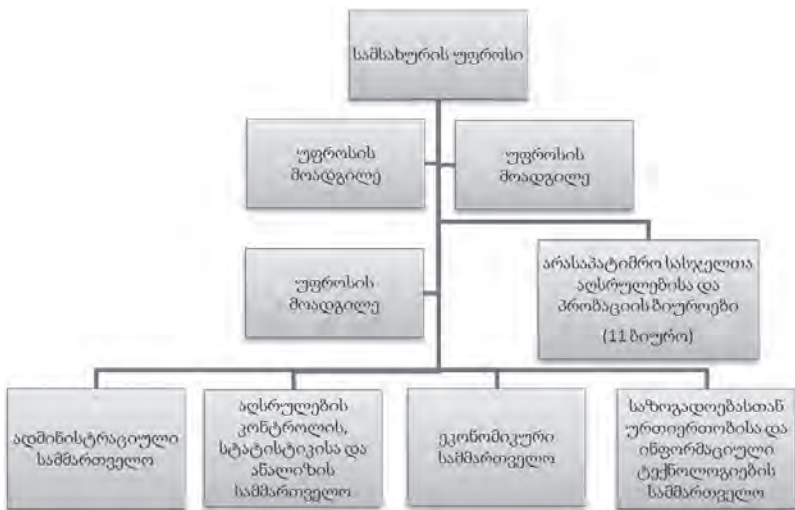 სამსახურის უფროსი
უფროსის
მოადგილე
უფროსის
მოადგილე
უფროსის
მოადგილე
არასაპატიმრო სასჯელთა
აღსრულებისა და
პრობაციის ბიუროები
(11 ბიურო)
ადმინისტრაციული
სამმართველო
აღსრულების
კონტროლის,
სტატისტიკისა და
ანალიზის
სამმართველო
ეკონომიკური
სამმართველო
საზოგადოებასთან
ურთიერთობისა და
ინფორმაციული
ტექნოლოგიების
სამმართველო